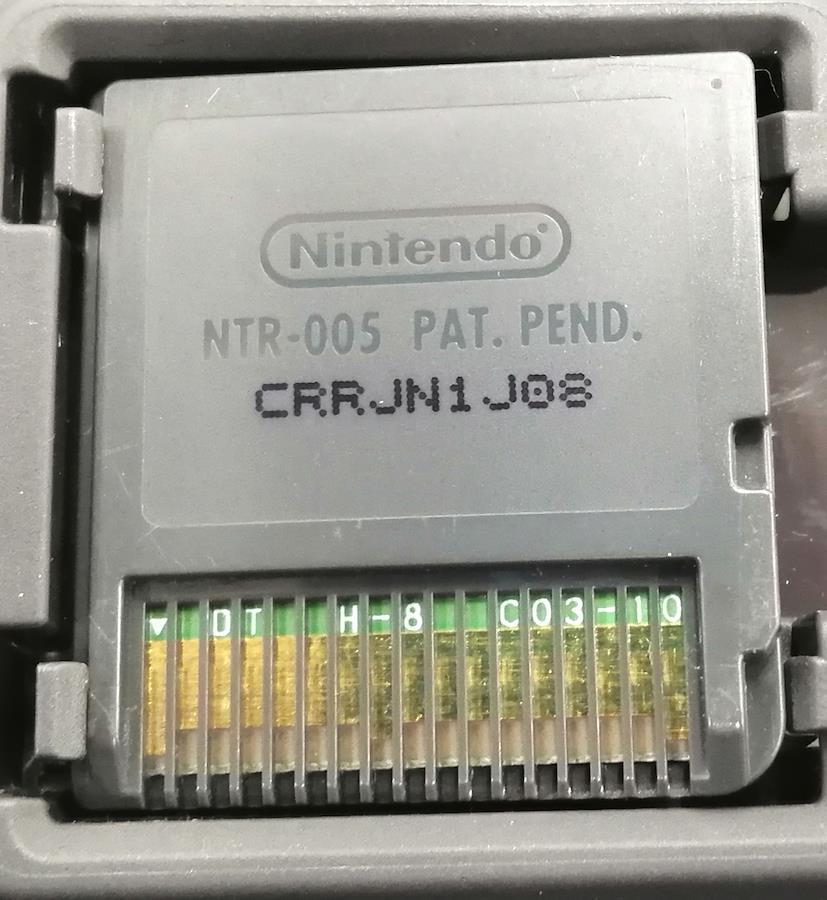 Nintendo
NTR-005 PAT. PEND.
CRRJN1J08
▼ DT H-8 C03-10